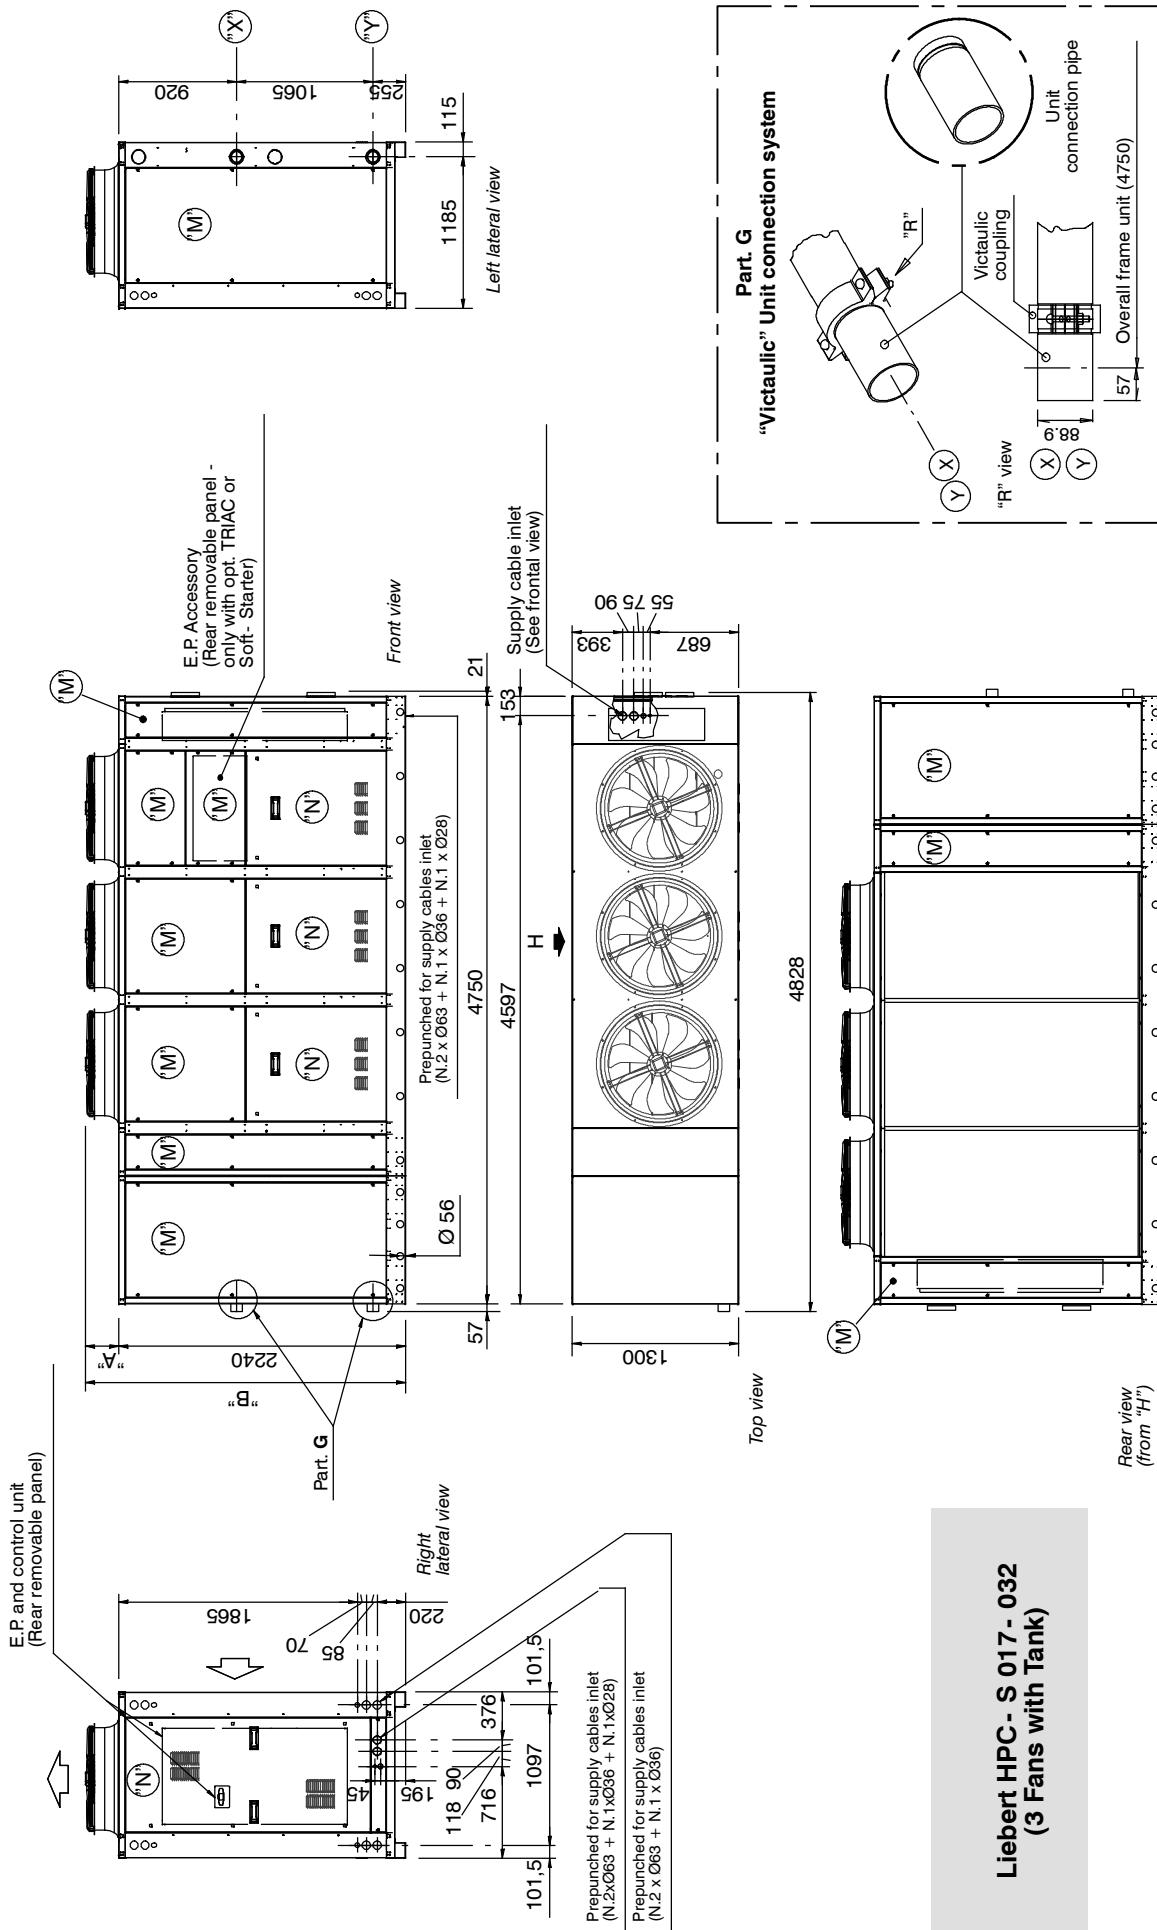 E.P. and control unit
(Rear removable panel)
"N"
1865
70
85
220
101,5
376
1097
90
118
716
45
195
101,5
Right
lateral view
Prepunched for supply cables inlet
(N.2xØ63 + N.1xØ36 + N.1xØ28)
Prepunched for supply cables inlet
(N.2 x Ø63 + N.1 x Ø36)
"A"
2240
"B"
Part. G
57
"M"
"M"
"M"
"M"
"M"
"M"
"M"
"N"
"N"
"N"
Ø 56
E.P. Accessory
(Rear removable panel -
only with opt. TRIAC or
Soft - Starter)
Front view
Prepunched for supply cables inlet
(N.2 x Ø63 + N.1 x Ø36 + N.1 x Ø28)
4750
21
4597
153
"M"
"X"
"Y"
920
1065
255
1185
115
Left lateral view
H
Supply cable inlet
(See frontal view)
393
90
75
55
687
1300
4828
Top view
"M"
"M"
"M"
Rear view
(from "H")
Part. G
"Victaulic" Unit connection system
"R"
X
Y
Unit
connection pipe
Victaulic
coupling
"R" view
X
Y
88.9
57
Overall frame unit (4750)
Liebert HPC - S 017 - 032
(3 Fans with Tank)